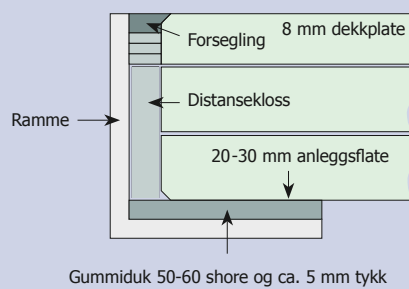 8 mm dekkplate
Forsegling
Distansekloss
Ramme
20-30 mm anleggsflate
Gummiduk 50-60 shore og ca. 5 mm tykk